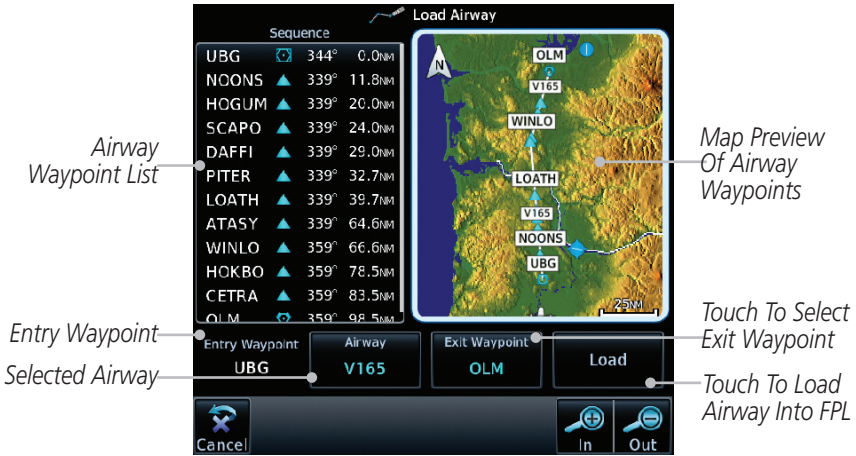 Load Airway
Sequence
UBG 344° 0.0NM
NOONS 339° 11.8NM
HOGUM 339° 20.0NM
SCAPO 339° 24.0NM
DAFFI 339° 29.0NM
PITER 339° 32.7NM
LOATH 339° 39.7NM
ATASY 339° 64.6NM
WINLO 359° 66.6NM
HOKBO 359° 78.5NM
CETRA 359° 83.5NM
OLM 359° 98.5NM
N
OLM
V165
WINLO
LOATH
V165
NOONS
UBG
25NM
Airway
Waypoint List
Map Preview
Of Airway
Waypoints
Entry Waypoint
Selected Airway
Entry Waypoint
UBG
Airway
V165
Exit Waypoint
OLM
Load
Touch To Select
Exit Waypoint
Touch To Load
Airway Into FPL
Cancel
In
Out